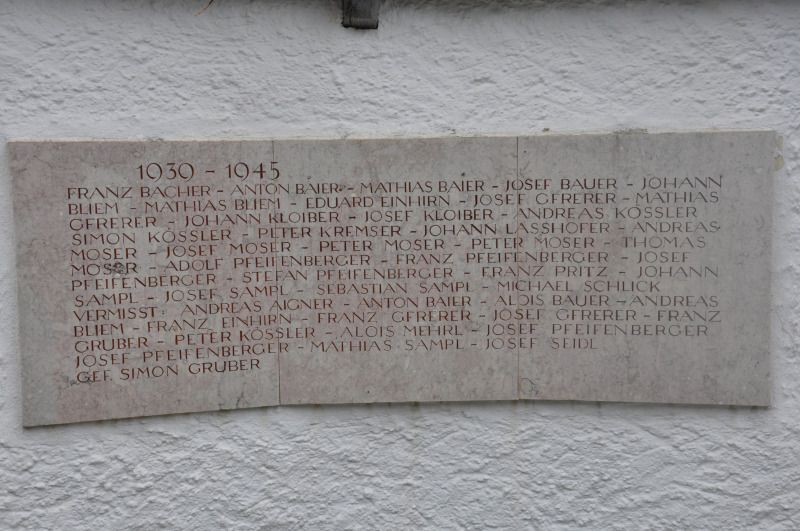 1939 - 1945
FRANZ BACHER - ANTON BAIER - MATHIAS BAIER - JOSEF BAUER - JOHANN
BLIEM - MATHIAS BLIEM - EDUARD EINHIRN - JOSEF GFRERER - MATHIAS
GFRERER - JOHANN KLOIBER - JOSEF KLOIBER - ANDREAS KÖSSLER
SIMON KÖSSLER - PETER KREMSER - JOHANN LASSHOFER - ANDREAS
MOSER - JOSEF MOSER - PETER MOSER - PETER MOSER - THOMAS
MOSER - ADOLF PFEIFENBERGER - FRANZ PFEIFENBERGER - JOSEF
PFEIFENBERGER - STEFAN PFEIFENBERGER - FRANZ PRITZ - JOHANN
SAMPL - JOSEF SAMPL - SEBASTIAN SAMPL - MICHAEL SCHLICK
VERMISST: ANDREAS AIGNER - ANTON BAIER - ALOIS BAUER - ANDREAS
BLIEM - FRANZ EINHIRN - FRANZ GFRERER - JOSEF GFRERER - FRANZ
GRUBER - PETER KÖSSLER - ALOIS MEHRL - JOSEF PFEIFENBERGER
JOSEF PFEIFENBERGER - MATHIAS SAMPL - JOSEF SEIDL
GEF. SIMON GRUBER